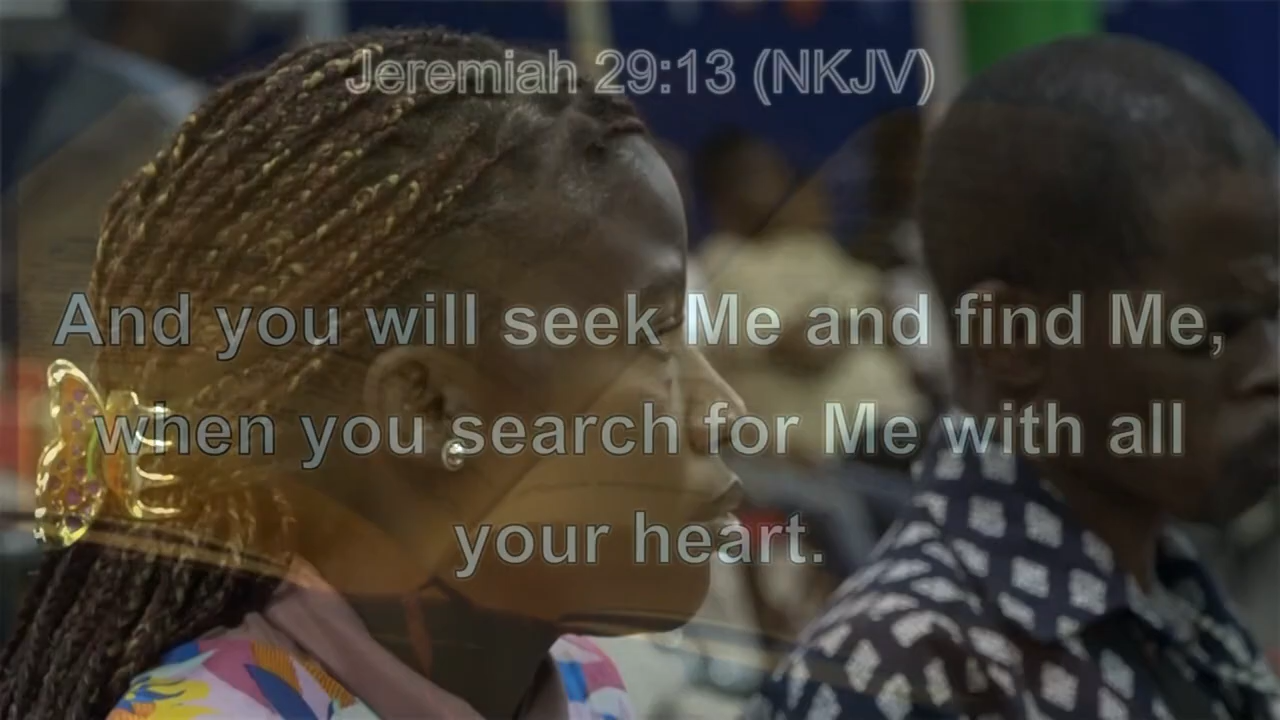 Jeremiah 29:13 (NKJV)
And you will seek Me and find Me,
when you search for Me with all
your heart.